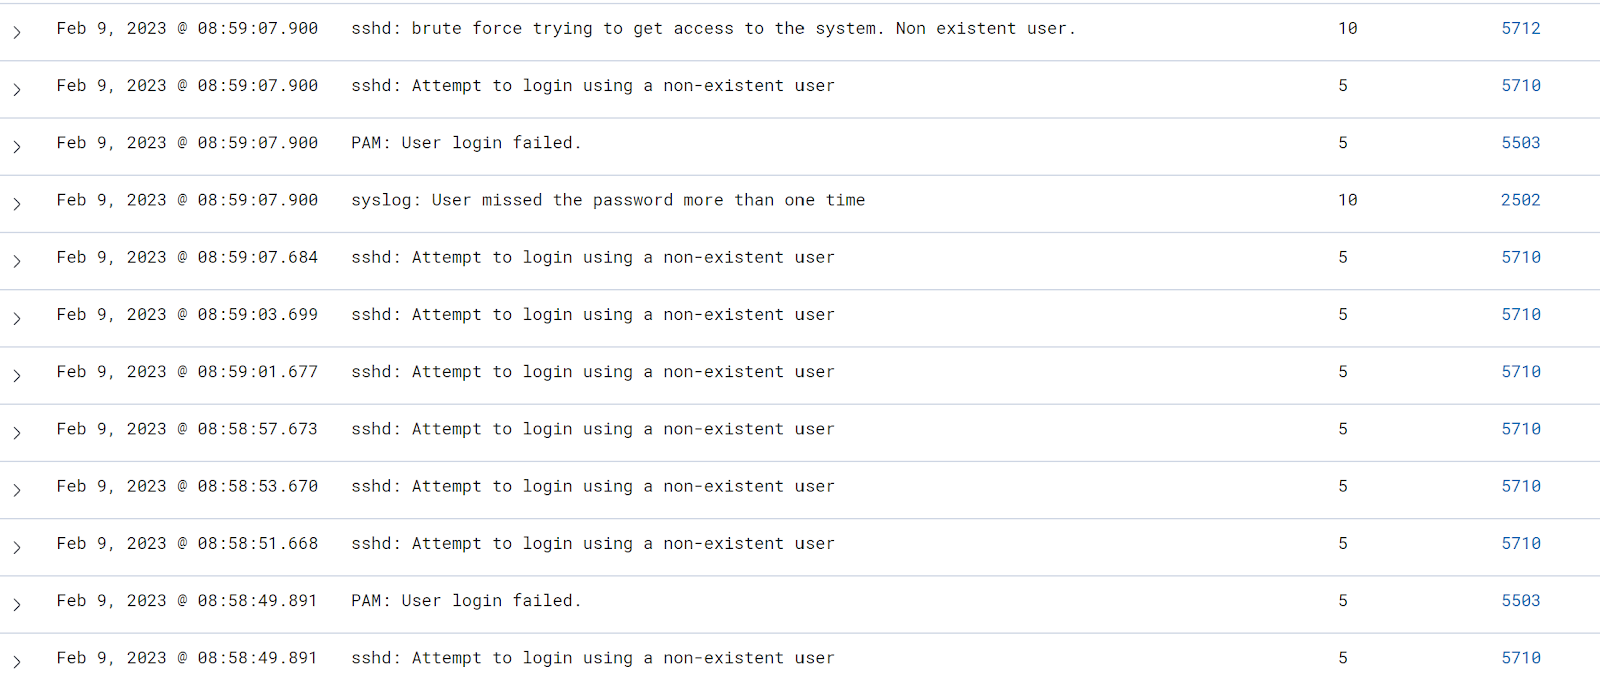 Feb 9, 2023 @ 08:59:07.900 sshd: brute force trying to get access to the system. Non existent user. 10 5712
Feb 9, 2023 @ 08:59:07.900 sshd: Attempt to login using a non-existent user 5 5710
Feb 9, 2023 @ 08:59:07.900 PAM: User login failed. 5 5503
Feb 9, 2023 @ 08:59:07.900 syslog: User missed the password more than one time 10 2502
Feb 9, 2023 @ 08:59:07.684 sshd: Attempt to login using a non-existent user 5 5710
Feb 9, 2023 @ 08:59:03.699 sshd: Attempt to login using a non-existent user 5 5710
Feb 9, 2023 @ 08:59:01.677 sshd: Attempt to login using a non-existent user 5 5710
Feb 9, 2023 @ 08:58:57.673 sshd: Attempt to login using a non-existent user 5 5710
Feb 9, 2023 @ 08:58:53.670 sshd: Attempt to login using a non-existent user 5 5710
Feb 9, 2023 @ 08:58:51.668 sshd: Attempt to login using a non-existent user 5 5710
Feb 9, 2023 @ 08:58:49.891 PAM: User login failed. 5 5503
Feb 9, 2023 @ 08:58:49.891 sshd: Attempt to login using a non-existent user 5 5710